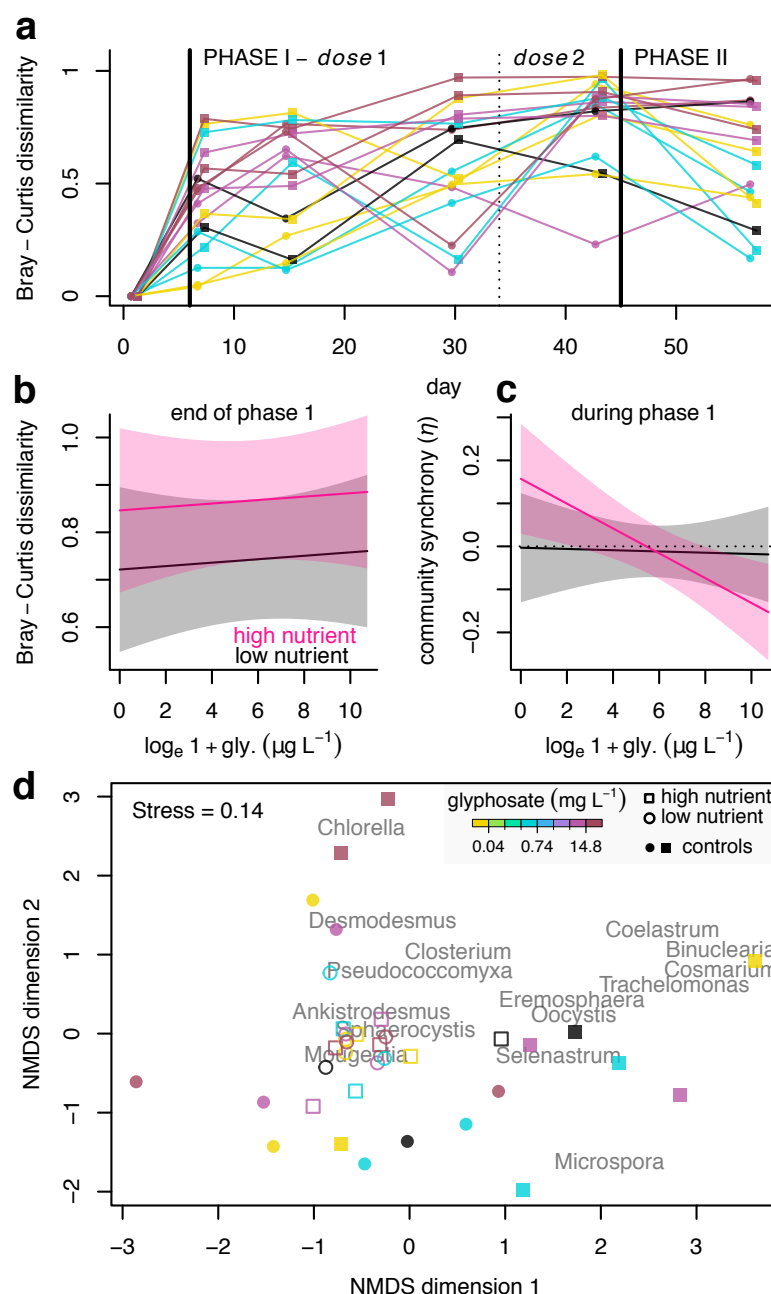 a
PHASE I – dose 1
dose 2
PHASE II
Bray – Curtis dissimilarity
1
0.5
0
0 10 20 30 40 50
day
b
end of phase 1
Bray – Curtis dissimilarity
1.0
0.8
0.6
high nutrient
low nutrient
0 2 4 6 8 10
logₑ 1 + gly. (µg L⁻¹)
c
during phase 1
community synchrony (η)
0.2
0.0
−0.2
0 2 4 6 8 10
logₑ 1 + gly. (µg L⁻¹)
d
Stress = 0.14
glyphosate (mg L⁻¹)
0.04 0.74 14.8
high nutrient
low nutrient
controls
NMDS dimension 2
3
2
1
0
−1
−2
Chlorella
Desmodesmus
Coelastrum
Closterium
Binuclearia
Pseudococcomyxa
Cosmarium
Trachelomonas
Eremosphaera
Ankistrodesmus
Oocystis
Sphaerocystis
Mougeotia
Selenastrum
Microspora
−3 −2 −1 0 1 2 3
NMDS dimension 1